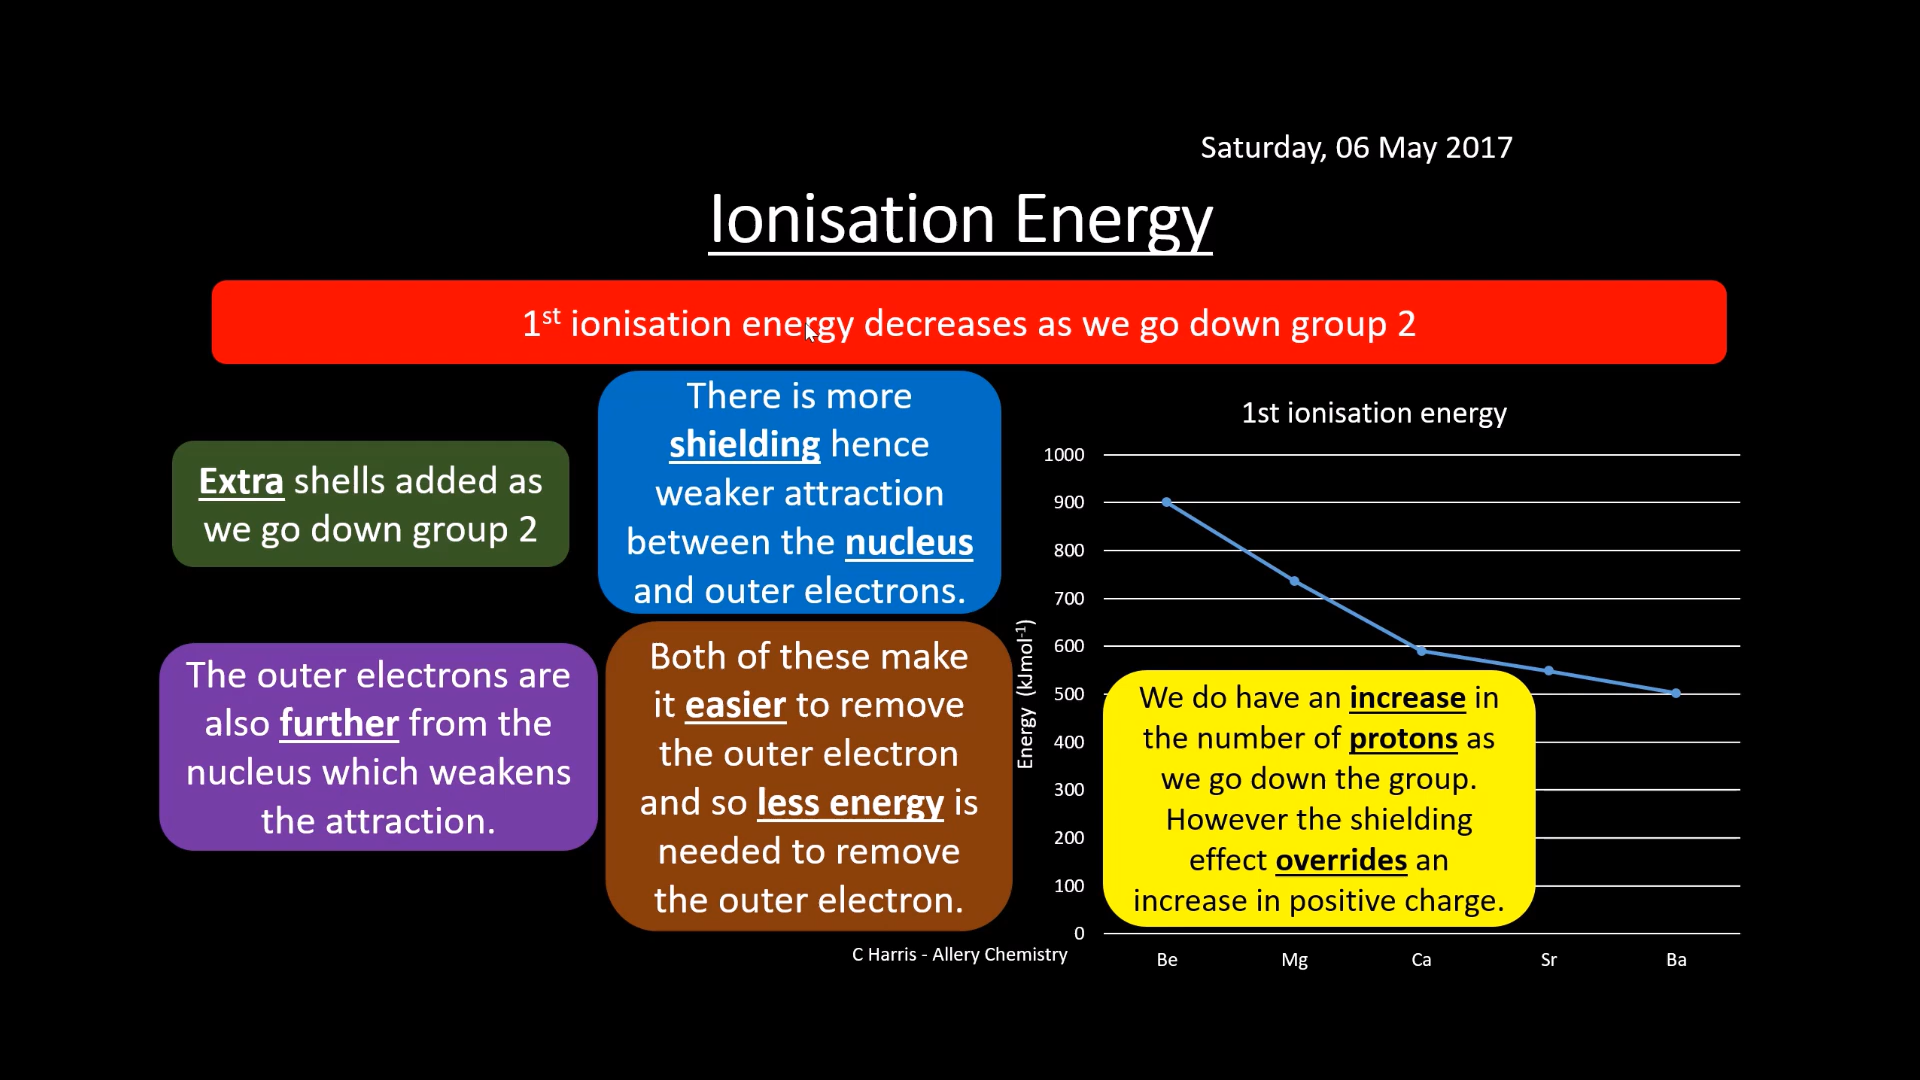 Saturday, 06 May 2017
Ionisation Energy
1st ionisation energy decreases as we go down group 2
Extra shells added as
we go down group 2
There is more
shielding hence
weaker attraction
between the nucleus
and outer electrons.
The outer electrons are
also further from the
nucleus which weakens
the attraction.
Both of these make
it easier to remove
the outer electron
and so less energy is
needed to remove
the outer electron.
1st ionisation energy
Energy (kJmol-1)
1000
900
800
700
600
500
400
300
200
100
0
We do have an increase in
the number of protons as
we go down the group.
However the shielding
effect overrides an
increase in positive charge.
Be Mg Ca Sr Ba
C Harris - Allery Chemistry